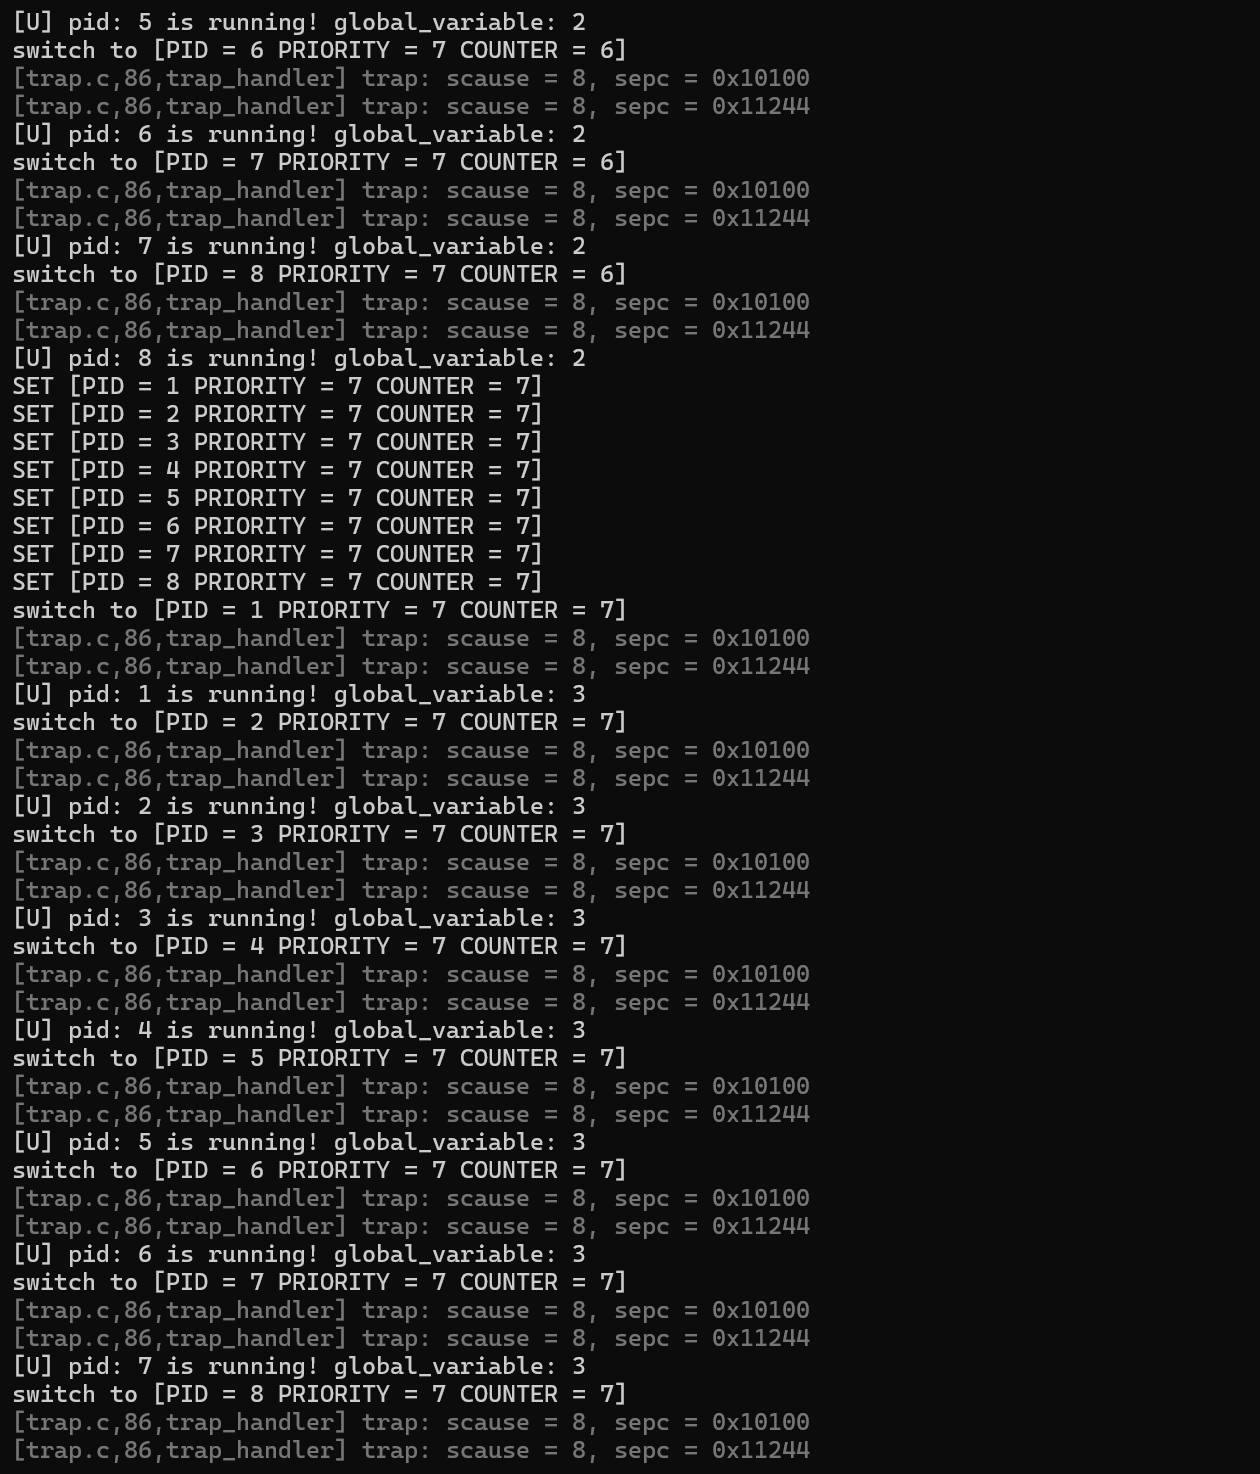 [U] pid: 5 is running! global_variable: 2
switch to [PID = 6 PRIORITY = 7 COUNTER = 6]
[trap.c,86,trap_handler] trap: scause = 8, sepc = 0x10100
[trap.c,86,trap_handler] trap: scause = 8, sepc = 0x11244
[U] pid: 6 is running! global_variable: 2
switch to [PID = 7 PRIORITY = 7 COUNTER = 6]
[trap.c,86,trap_handler] trap: scause = 8, sepc = 0x10100
[trap.c,86,trap_handler] trap: scause = 8, sepc = 0x11244
[U] pid: 7 is running! global_variable: 2
switch to [PID = 8 PRIORITY = 7 COUNTER = 6]
[trap.c,86,trap_handler] trap: scause = 8, sepc = 0x10100
[trap.c,86,trap_handler] trap: scause = 8, sepc = 0x11244
[U] pid: 8 is running! global_variable: 2
SET [PID = 1 PRIORITY = 7 COUNTER = 7]
SET [PID = 2 PRIORITY = 7 COUNTER = 7]
SET [PID = 3 PRIORITY = 7 COUNTER = 7]
SET [PID = 4 PRIORITY = 7 COUNTER = 7]
SET [PID = 5 PRIORITY = 7 COUNTER = 7]
SET [PID = 6 PRIORITY = 7 COUNTER = 7]
SET [PID = 7 PRIORITY = 7 COUNTER = 7]
SET [PID = 8 PRIORITY = 7 COUNTER = 7]
switch to [PID = 1 PRIORITY = 7 COUNTER = 7]
[trap.c,86,trap_handler] trap: scause = 8, sepc = 0x10100
[trap.c,86,trap_handler] trap: scause = 8, sepc = 0x11244
[U] pid: 1 is running! global_variable: 3
switch to [PID = 2 PRIORITY = 7 COUNTER = 7]
[trap.c,86,trap_handler] trap: scause = 8, sepc = 0x10100
[trap.c,86,trap_handler] trap: scause = 8, sepc = 0x11244
[U] pid: 2 is running! global_variable: 3
switch to [PID = 3 PRIORITY = 7 COUNTER = 7]
[trap.c,86,trap_handler] trap: scause = 8, sepc = 0x10100
[trap.c,86,trap_handler] trap: scause = 8, sepc = 0x11244
[U] pid: 3 is running! global_variable: 3
switch to [PID = 4 PRIORITY = 7 COUNTER = 7]
[trap.c,86,trap_handler] trap: scause = 8, sepc = 0x10100
[trap.c,86,trap_handler] trap: scause = 8, sepc = 0x11244
[U] pid: 4 is running! global_variable: 3
switch to [PID = 5 PRIORITY = 7 COUNTER = 7]
[trap.c,86,trap_handler] trap: scause = 8, sepc = 0x10100
[trap.c,86,trap_handler] trap: scause = 8, sepc = 0x11244
[U] pid: 5 is running! global_variable: 3
switch to [PID = 6 PRIORITY = 7 COUNTER = 7]
[trap.c,86,trap_handler] trap: scause = 8, sepc = 0x10100
[trap.c,86,trap_handler] trap: scause = 8, sepc = 0x11244
[U] pid: 6 is running! global_variable: 3
switch to [PID = 7 PRIORITY = 7 COUNTER = 7]
[trap.c,86,trap_handler] trap: scause = 8, sepc = 0x10100
[trap.c,86,trap_handler] trap: scause = 8, sepc = 0x11244
[U] pid: 7 is running! global_variable: 3
switch to [PID = 8 PRIORITY = 7 COUNTER = 7]
[trap.c,86,trap_handler] trap: scause = 8, sepc = 0x10100
[trap.c,86,trap_handler] trap: scause = 8, sepc = 0x11244